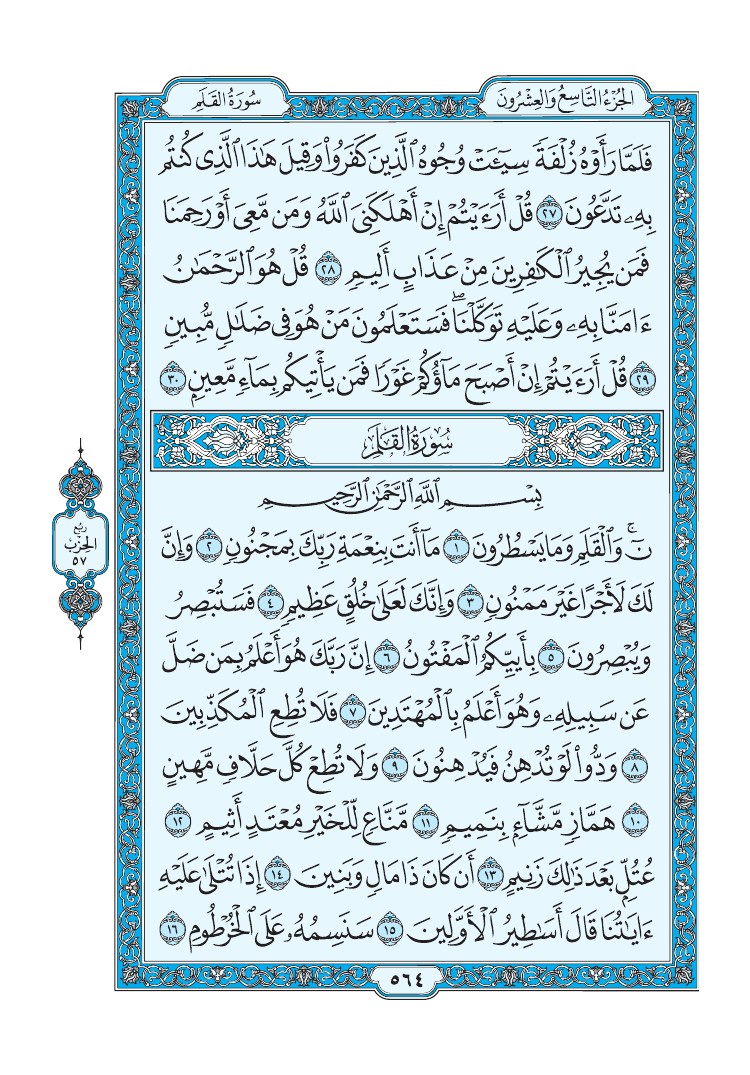 الجُزْءُ التَّاسِعُ وَالعِشْرُونَ
سُورَةُ القَلَمِ
فَلَمَّا رَأَوْهُ زُلْفَةً سِيٓـَٔتْ وُجُوهُ ٱلَّذِينَ كَفَرُوا۟ وَقِيلَ هَٰذَا ٱلَّذِى كُنتُم
بِهِۦ تَدَّعُونَ ٢٧ قُلْ أَرَءَيْتُمْ إِنْ أَهْلَكَنِىَ ٱللَّهُ وَمَن مَّعِىَ أَوْ رَحِمَنَا
فَمَن يُجِيرُ ٱلْكَٰفِرِينَ مِنْ عَذَابٍ أَلِيمٍ ٢٨ قُلْ هُوَ ٱلرَّحْمَٰنُ
ءَامَنَّا بِهِۦ وَعَلَيْهِ تَوَكَّلْنَا ۖ فَسَتَعْلَمُونَ مَنْ هُوَ فِى ضَلَٰلٍ مُّبِينٍ
٢٩ قُلْ أَرَءَيْتُمْ إِنْ أَصْبَحَ مَآؤُكُمْ غَوْرًا فَمَن يَأْتِيكُم بِمَآءٍ مَّعِينٍۭ ٣٠
سُورَةُ القَلَمِ
بِسْمِ ٱللَّهِ ٱلرَّحْمَٰنِ ٱلرَّحِيمِ
نٓ ۚ وَٱلْقَلَمِ وَمَا يَسْطُرُونَ ١ مَآ أَنتَ بِنِعْمَةِ رَبِّكَ بِمَجْنُونٍ ٢ وَإِنَّ
لَكَ لَأَجْرًا غَيْرَ مَمْنُونٍ ٣ وَإِنَّكَ لَعَلَىٰ خُلُقٍ عَظِيمٍ ٤ فَسَتُبْصِرُ
وَيُبْصِرُونَ ٥ بِأَييِّكُمُ ٱلْمَفْتُونُ ٦ إِنَّ رَبَّكَ هُوَ أَعْلَمُ بِمَن ضَلَّ
عَن سَبِيلِهِۦ وَهُوَ أَعْلَمُ بِٱلْمُهْتَدِينَ ٧ فَلَا تُطِعِ ٱلْمُكَذِّبِينَ
٨ وَدُّوا۟ لَوْ تُدْهِنُ فَيُدْهِنُونَ ٩ وَلَا تُطِعْ كُلَّ حَلَّافٍ مَّهِينٍ
١٠ هَمَّازٍ مَّشَّآءٍۭ بِنَمِيمٍ ١١ مَّنَّاعٍ لِّلْخَيْرِ مُعْتَدٍ أَثِيمٍ ١٢
عُتُلٍّۭ بَعْدَ ذَٰلِكَ زَنِيمٍ ١٣ أَن كَانَ ذَا مَالٍ وَبَنِينَ ١٤ إِذَا تُتْلَىٰ عَلَيْهِ
ءَايَٰتُنَا قَالَ أَسَٰطِيرُ ٱلْأَوَّلِينَ ١٥ سَنَسِمُهُۥ عَلَى ٱلْخُرْطُومِ ١٦
ربع
الحِزْب
٥٧
٥٦٤